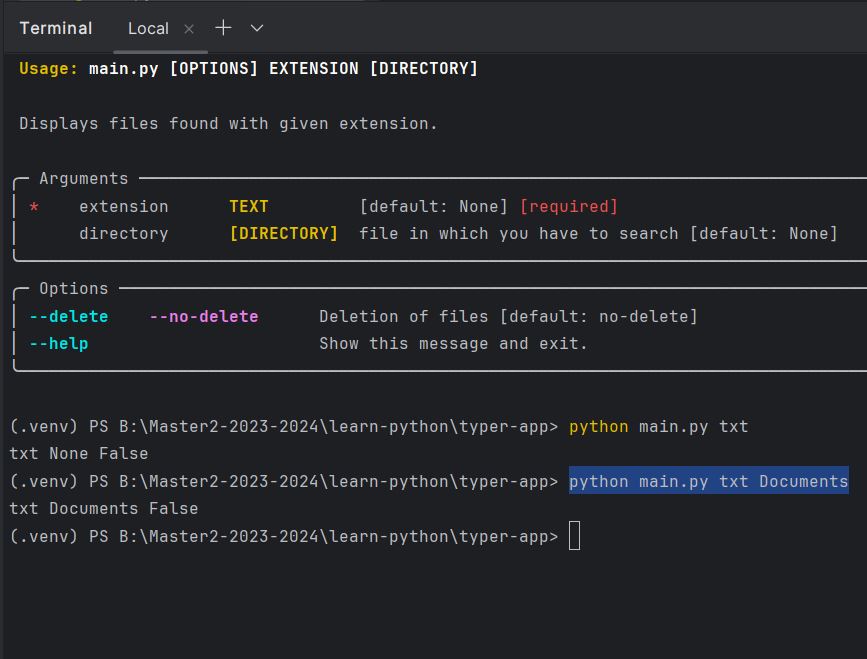 Terminal Local × +
Usage: main.py [OPTIONS] EXTENSION [DIRECTORY]
Displays files found with given extension.
Arguments
* extension TEXT [default: None] [required]
directory [DIRECTORY] file in which you have to search [default: None]
Options
--delete --no-delete Deletion of files [default: no-delete]
--help Show this message and exit.
(.venv) PS B:\Master2-2023-2024\learn-python\typer-app> python main.py txt
txt None False
(.venv) PS B:\Master2-2023-2024\learn-python\typer-app> python main.py txt Documents
txt Documents False
(.venv) PS B:\Master2-2023-2024\learn-python\typer-app>